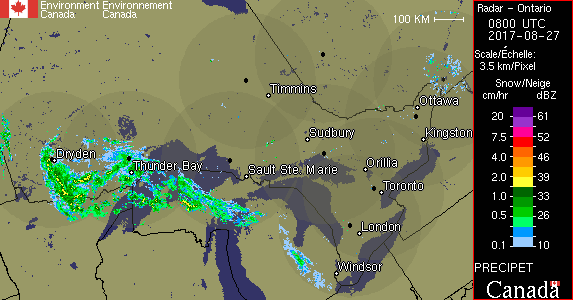 Environment Environnement
Canada Canada
100 KM
Timmins
Ottawa
Sudbury
Kingston
Dryden
Thunder Bay
Sault Ste. Marie
Orillia
Toronto
London
Windsor
Radar - Ontario
0800 UTC
2017-08-27
Scale/Échelle:
3.5 km/Pixel
Snow/Neige
cm/hr dBZ
20 61
7.5 52
4.0 46
2.0 39
1.0 33
0.5 26
0.1 10
PRECIPET
Canada